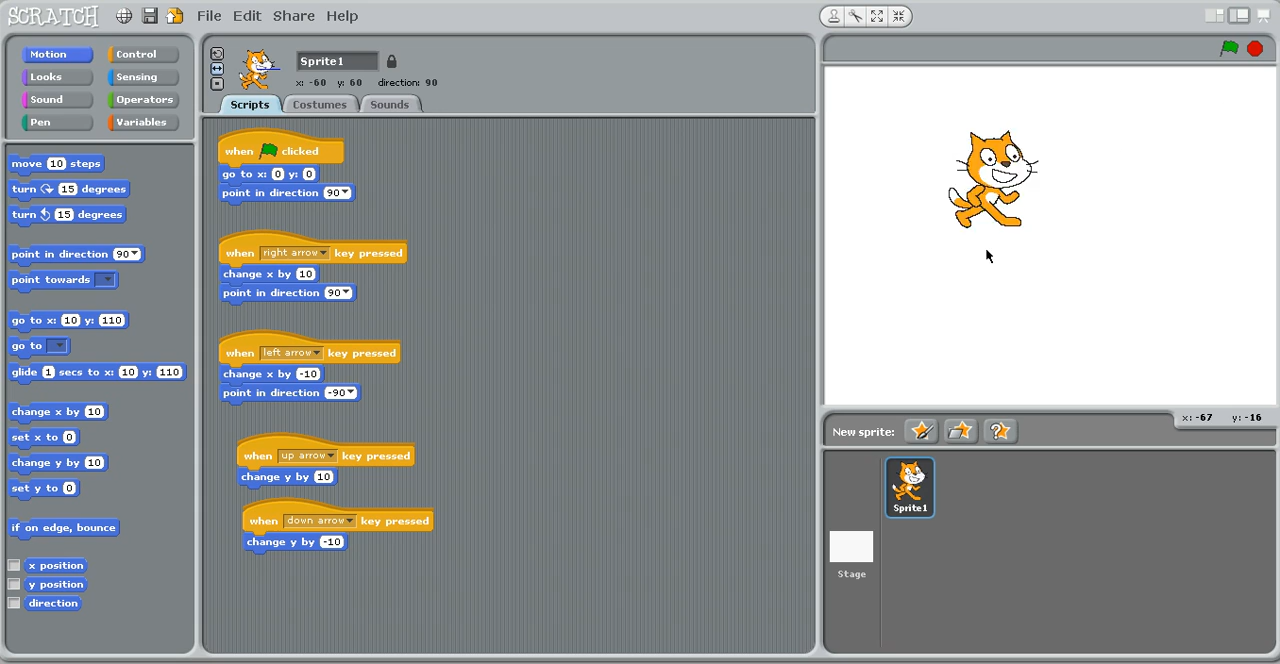 SCRATCH File Edit Share Help
Motion Control
Looks Sensing
Sound Operators
Pen Variables
move 10 steps
turn 15 degrees
turn 15 degrees
point in direction 90
point towards
go to x: 10 y: 110
go to
glide 1 secs to x: 10 y: 110
change x by 10
set x to 0
change y by 10
set y to 0
if on edge, bounce
x position
y position
direction
Sprite1
x: -60 y: 60 direction: 90
Scripts Costumes Sounds
when clicked
go to x: 0 y: 0
point in direction 90
when right arrow key pressed
change x by 10
point in direction 90
when left arrow key pressed
change x by -10
point in direction -90
when up arrow key pressed
change y by 10
when down arrow key pressed
change y by -10
x: -67 y: -16
New sprite:
Sprite1
Stage